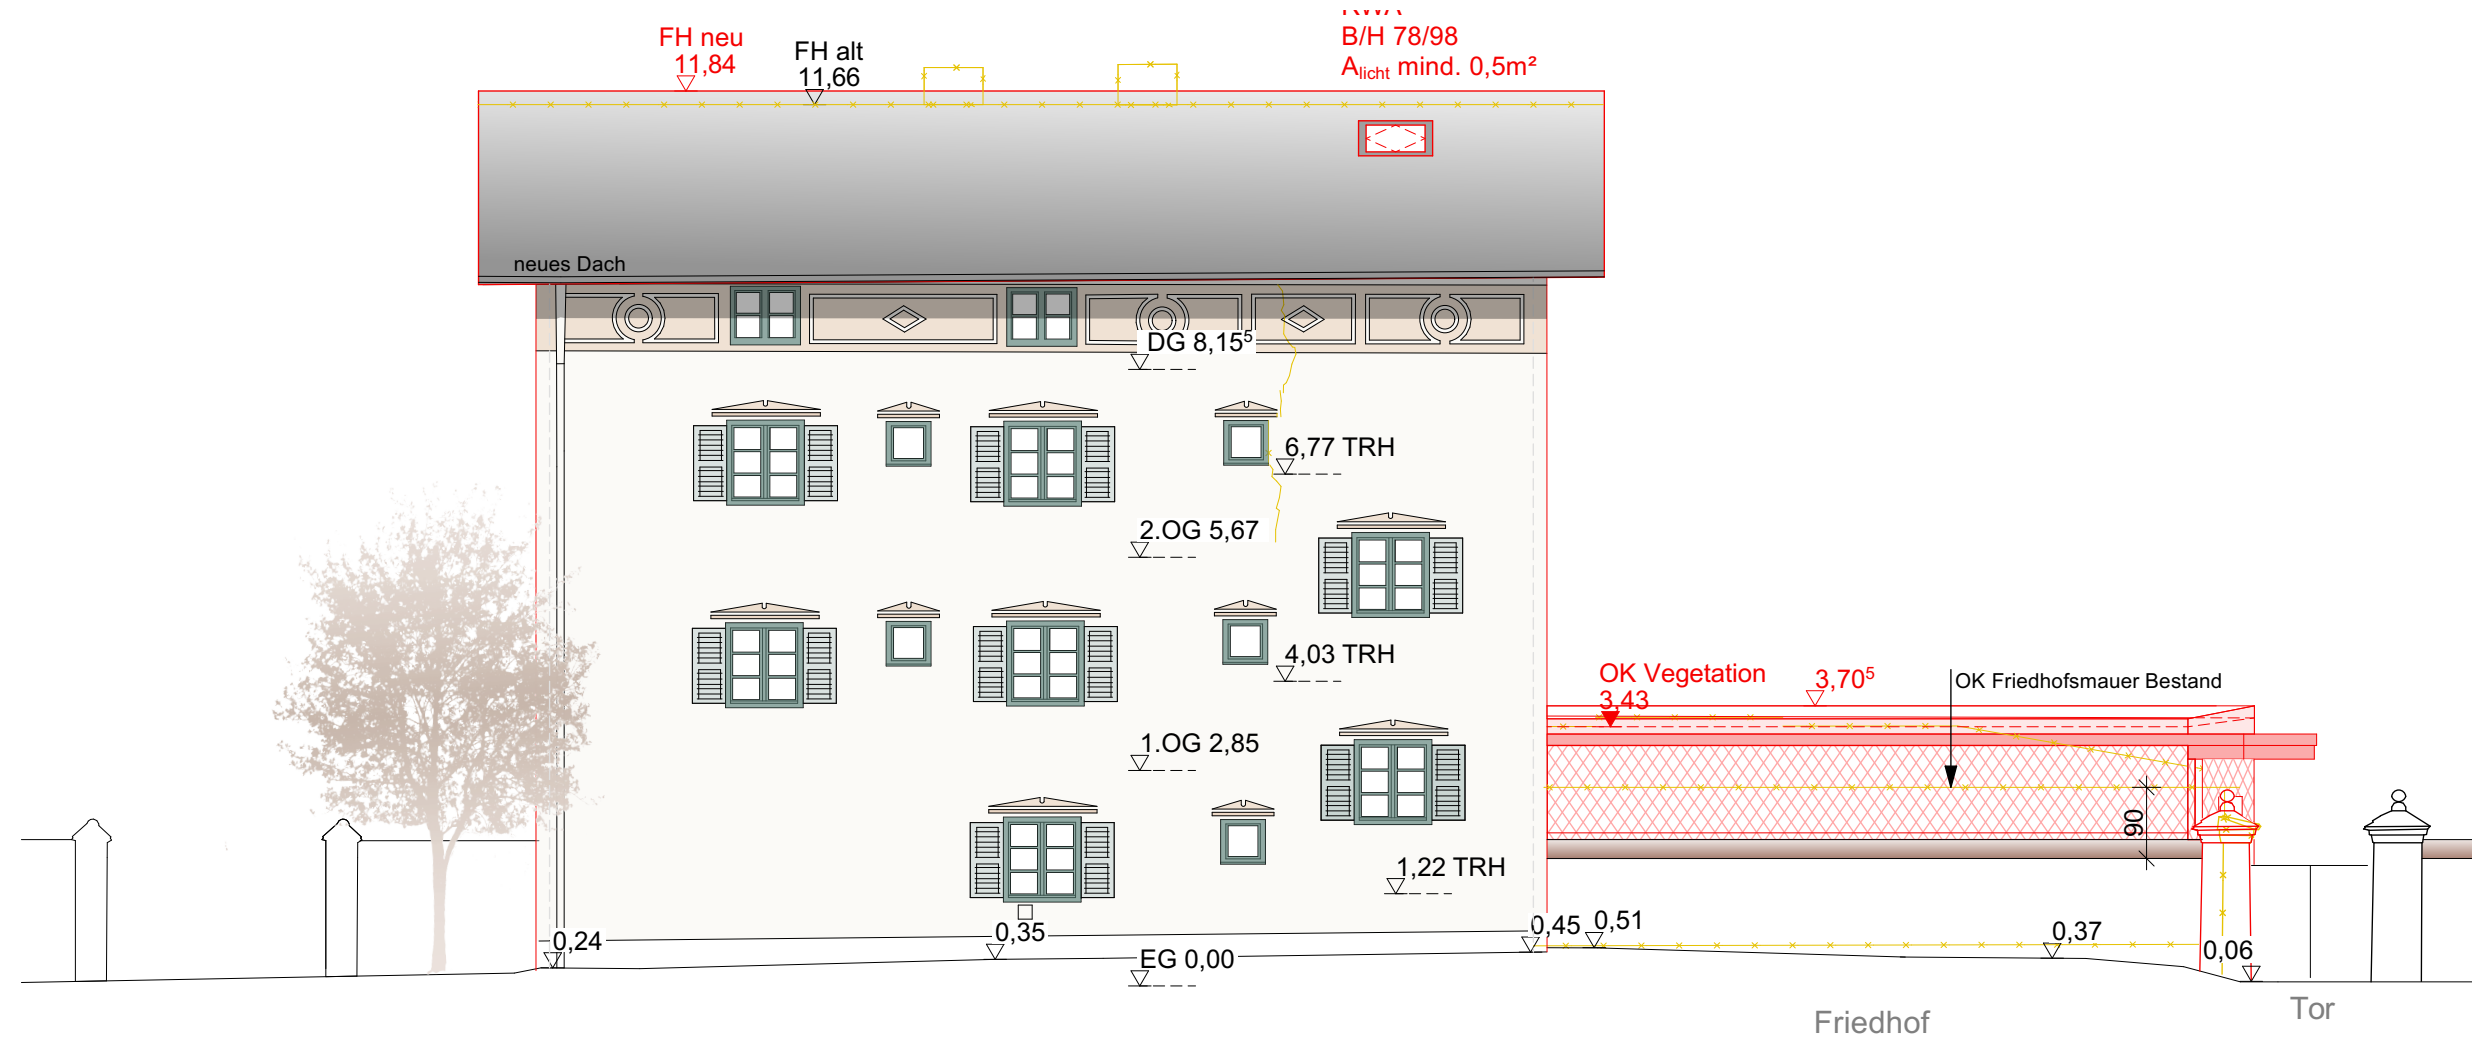 RWA
B/H 78/98
Alicht mind. 0,5m²
FH neu
11,84
FH alt
11,66
neues Dach
DG 8,15⁵
6,77 TRH
2.OG 5,67
4,03 TRH
OK Vegetation
3,43
3,70⁵
OK Friedhofsmauer Bestand
1.OG 2,85
90
1,22 TRH
0,24
0,35
0,45
0,51
0,37
0,06
EG 0,00
Friedhof
Tor